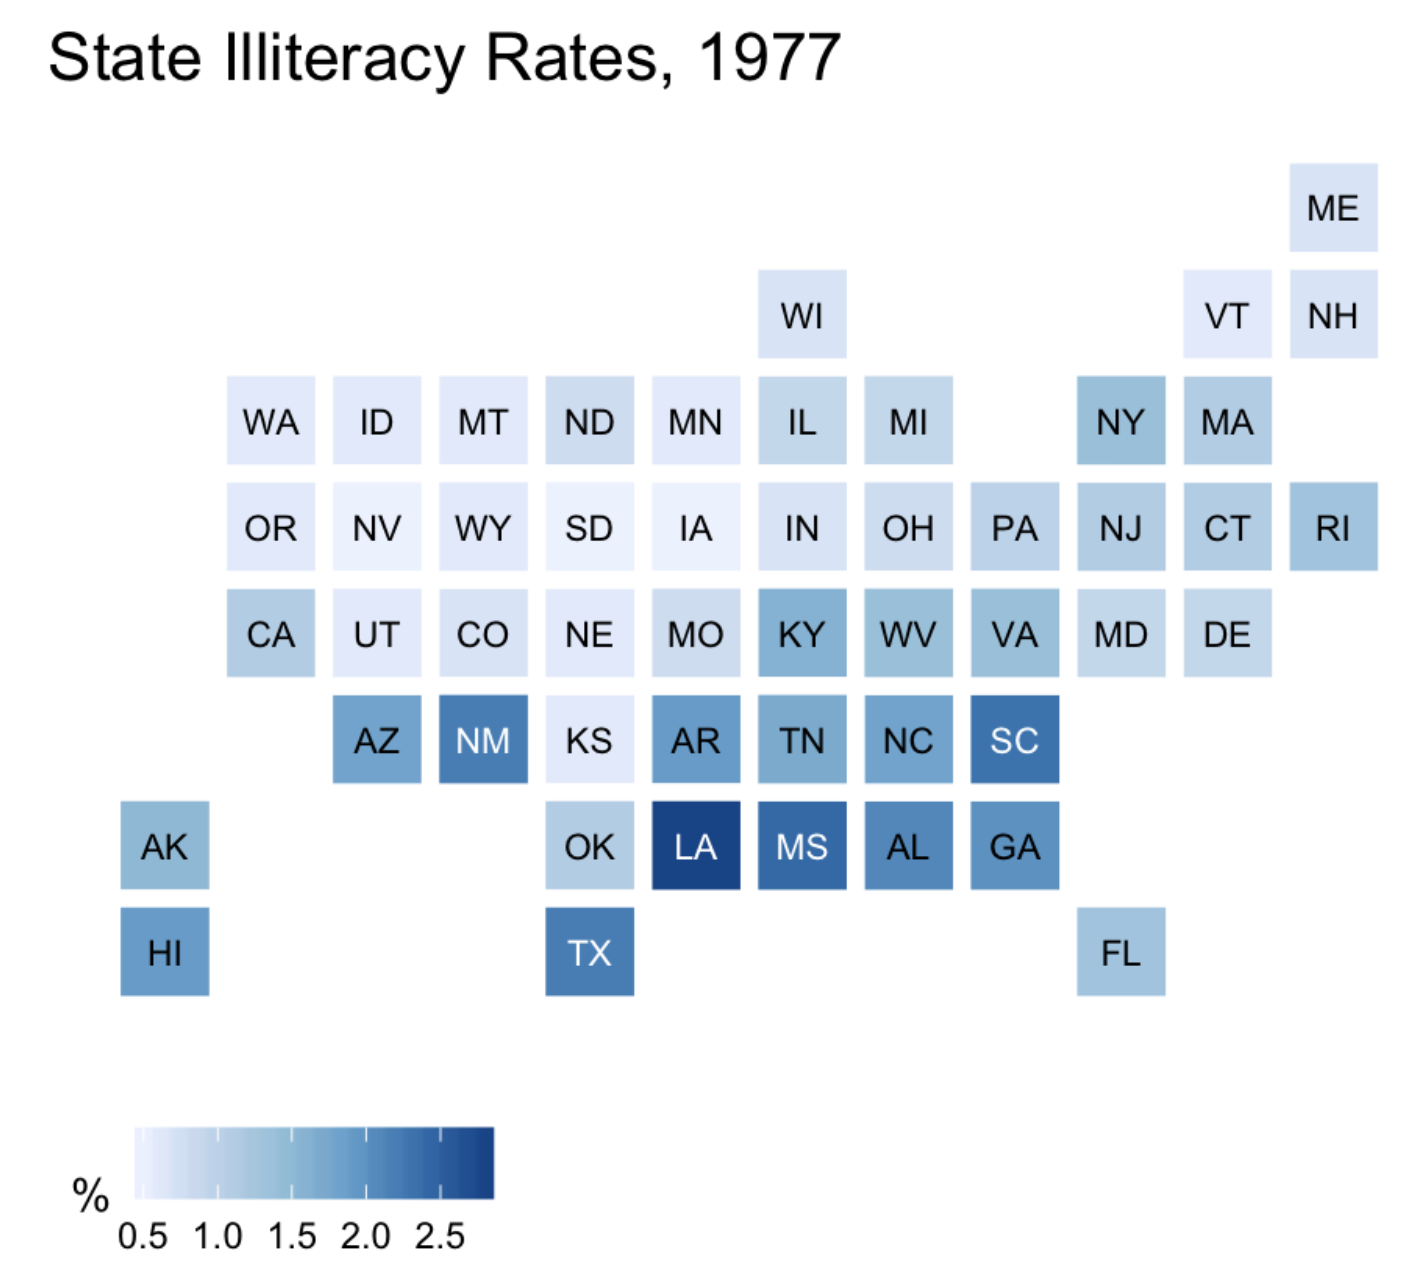 State Illiteracy Rates, 1977
ME
WI VT NH
WA ID MT ND MN IL MI NY MA
OR NV WY SD IA IN OH PA NJ CT RI
CA UT CO NE MO KY WV VA MD DE
AZ NM KS AR TN NC SC
AK OK LA MS AL GA
HI TX FL
%
0.5 1.0 1.5 2.0 2.5